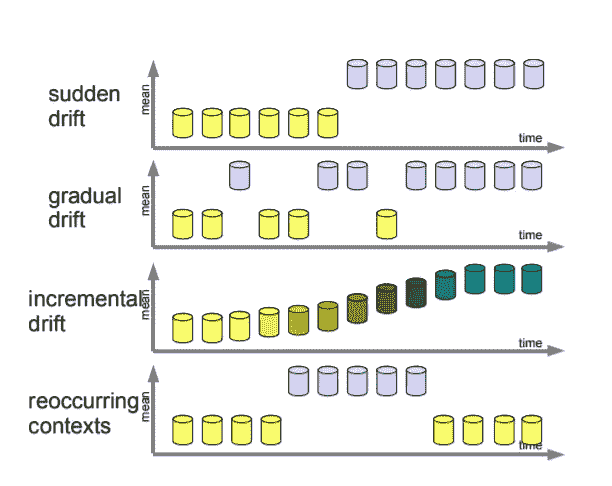 sudden
drift
mean
time
gradual
drift
mean
time
incremental
drift
mean
time
reoccurring
contexts
mean
time